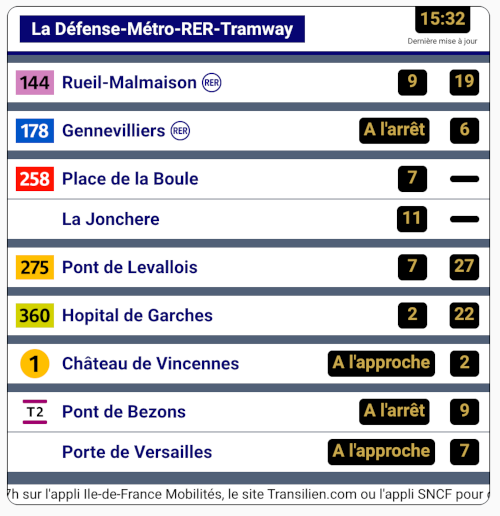 La Défense-Métro-RER-Tramway 15:32
Dernière mise à jour
144 Rueil-Malmaison RER 9 19
178 Gennevilliers RER A l'arrêt 6
258 Place de la Boule 7 —
La Jonchere 11 —
275 Pont de Levallois 7 27
360 Hopital de Garches 2 22
1 Château de Vincennes A l'approche 2
T2 Pont de Bezons A l'arrêt 9
Porte de Versailles A l'approche 7
7h sur l'appli Ile-de-France Mobilités, le site Transilien.com ou l'appli SNCF pour